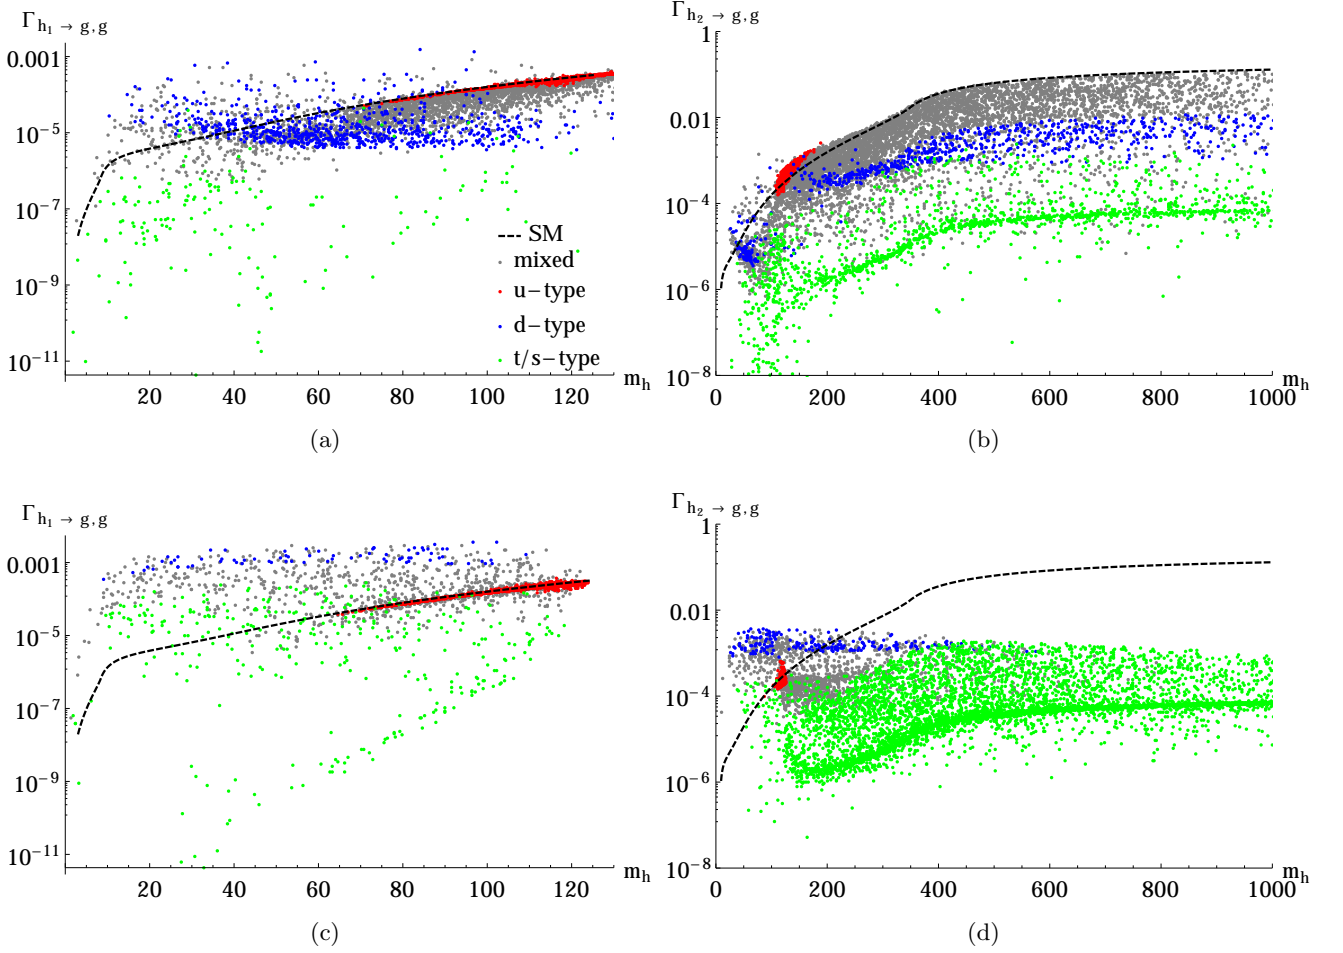 Γh₁ → g,g
0.001
10⁻⁵
10⁻⁷
10⁻⁹
10⁻¹¹
20 40 60 80 100 120 mₕ
SM
mixed
u-type
d-type
t/s-type
(a)
Γh₂ → g,g
1
0.01
10⁻⁴
10⁻⁶
10⁻⁸
0 200 400 600 800 1000
mₕ
(b)
Γh₁ → g,g
0.001
10⁻⁵
10⁻⁷
10⁻⁹
10⁻¹¹
20 40 60 80 100 120 mₕ
(c)
Γh₂ → g,g
1
0.01
10⁻⁴
10⁻⁶
10⁻⁸
0 200 400 600 800 1000
mₕ
(d)